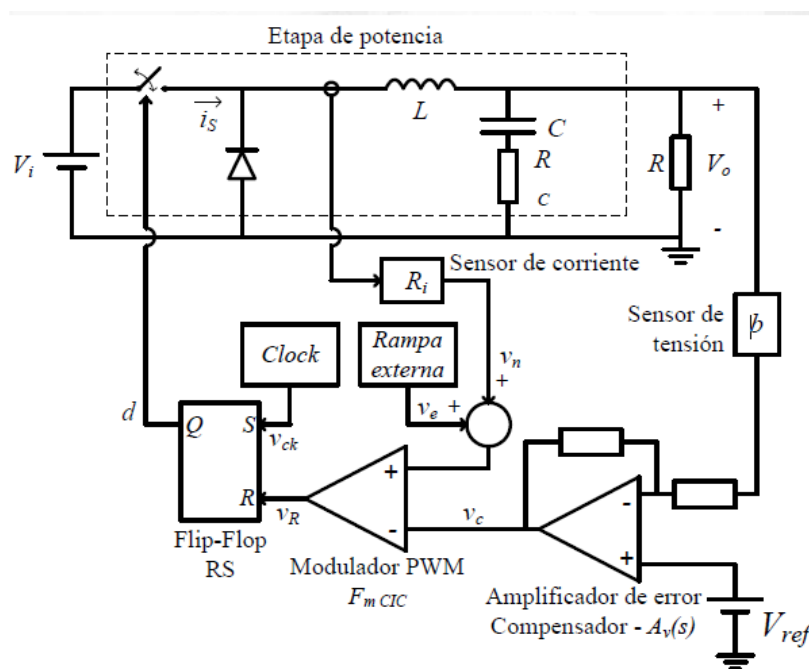 Etapa de potencia
i_S
L
C
R
c
V_i
R
V_o
+
-
Sensor de corriente
R_i
Sensor de
tensión
b
Clock
Rampa
externa
v_n
+
v_e +
d
Q
S
v_ck
R
v_R
+
-
v_c
-
+
Flip-Flop
RS
Modulador PWM
F_m CIC
Amplificador de error
Compensador - A_v(s)
V_ref